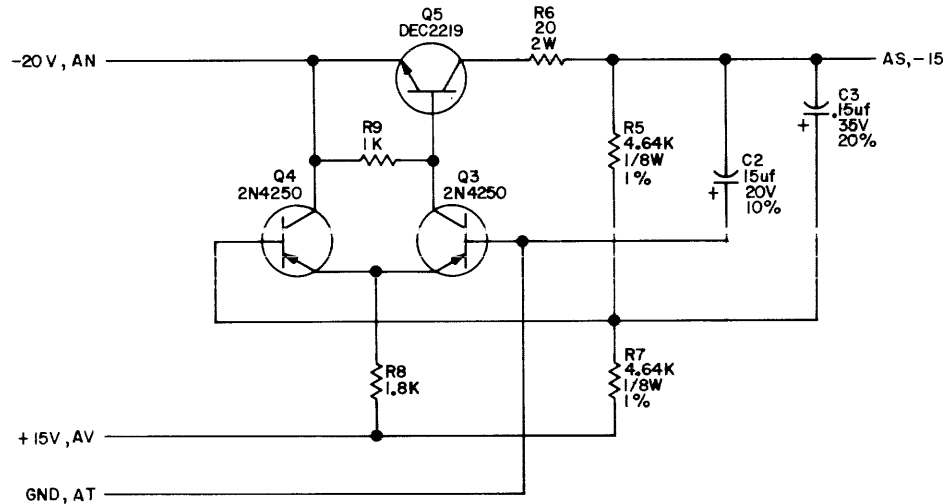 Q5
DEC2219
R6
20
2W
-20V, AN
AS, -15
R9
1K
R5
4.64K
1/8W
1%
C3
.15uf
35V
20%
+
C2
15uf
20V
10%
+
Q4
2N4250
Q3
2N4250
R8
1.8K
R7
4.64K
1/8W
1%
+15V, AV
GND, AT